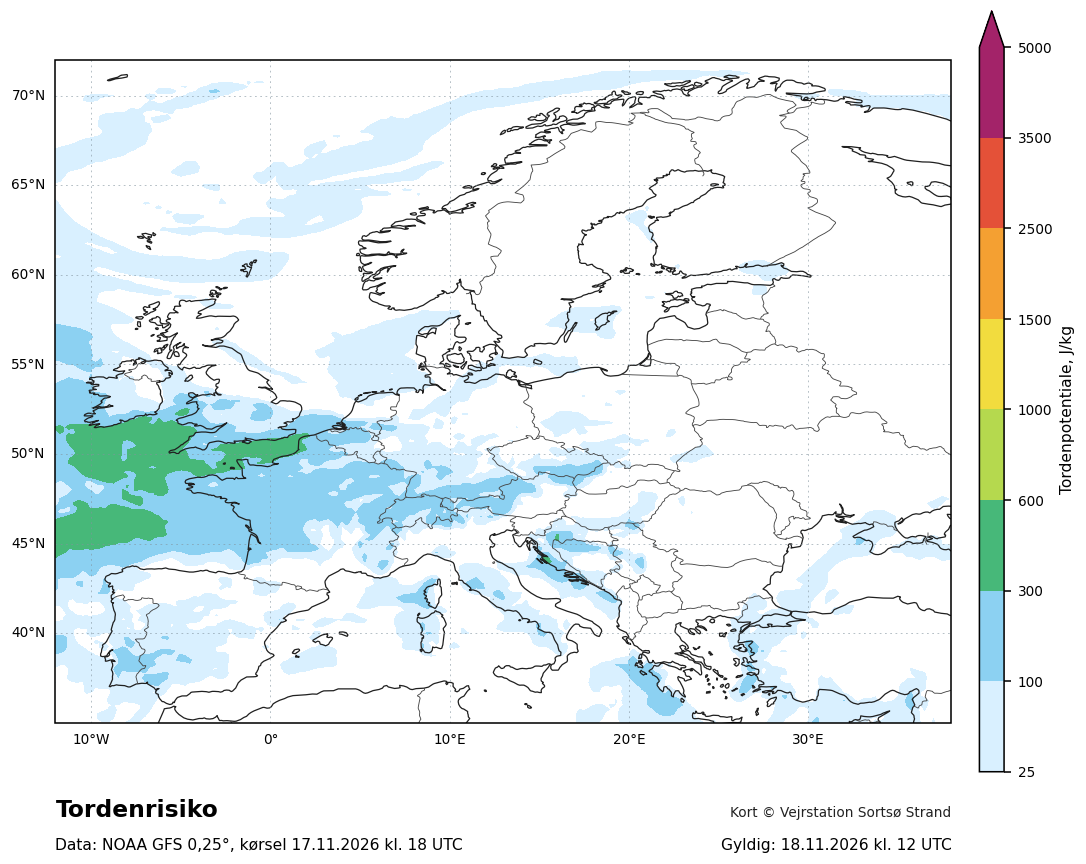 5000
3500
2500
1500
1000
600
300
100
25
Tordenpotentiale, J/kg
70°N
65°N
60°N
55°N
50°N
45°N
40°N
10°W
0°
10°E
20°E
30°E
Tordenrisiko
Kort © Vejrstation Sortsø Strand
Data: NOAA GFS 0,25°, kørsel 17.11.2026 kl. 18 UTC
Gyldig: 18.11.2026 kl. 12 UTC